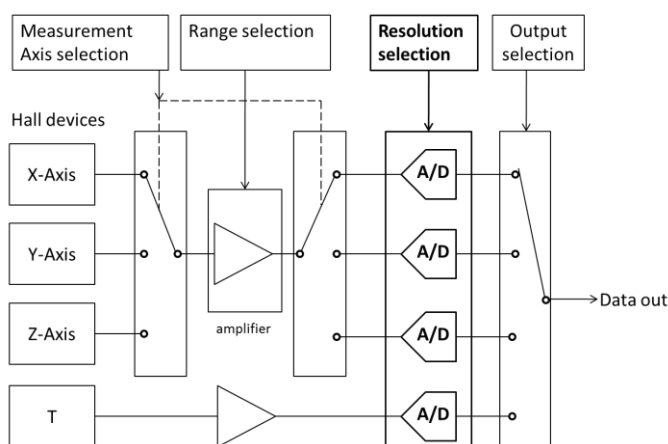 Measurement
Axis selection
Range selection
Resolution
selection
Output
selection
Hall devices
X-Axis
A/D
Y-Axis
A/D
Data out
Z-Axis
amplifier
A/D
T
A/D